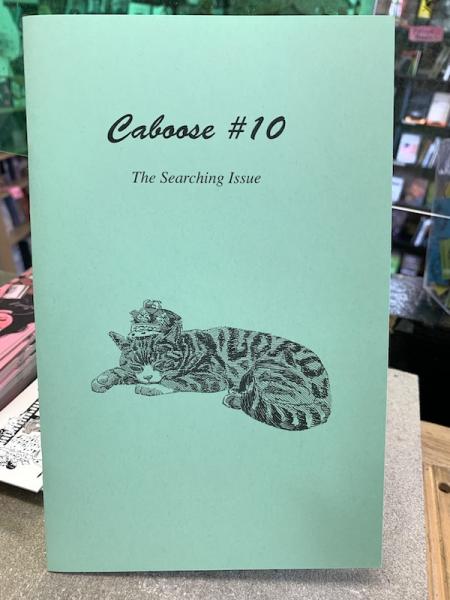 Caboose #10
The Searching Issue